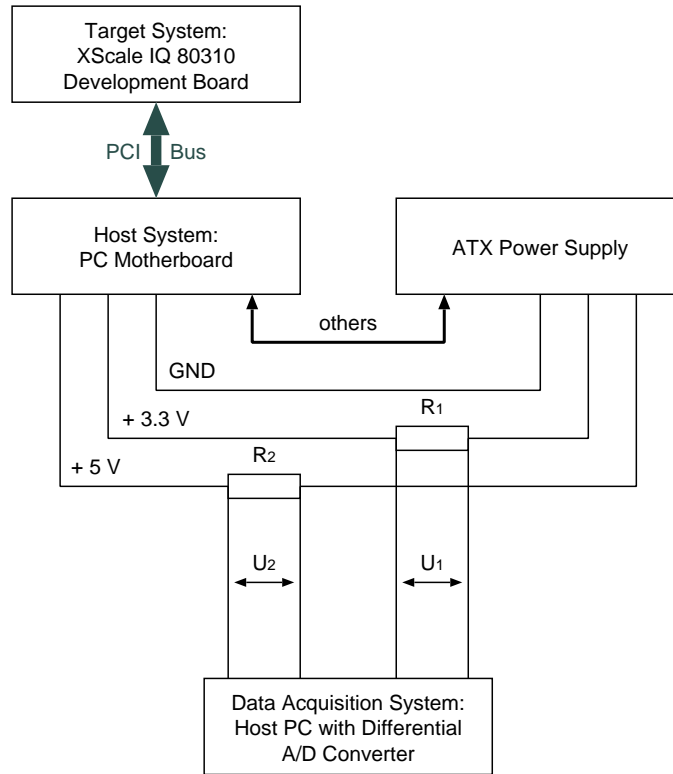 Target System:
XScale IQ 80310
Development Board
PCI Bus
Host System:
PC Motherboard
ATX Power Supply
others
GND
R1
+ 3.3 V
R2
+ 5 V
U2
U1
Data Acquisition System:
Host PC with Differential
A/D Converter